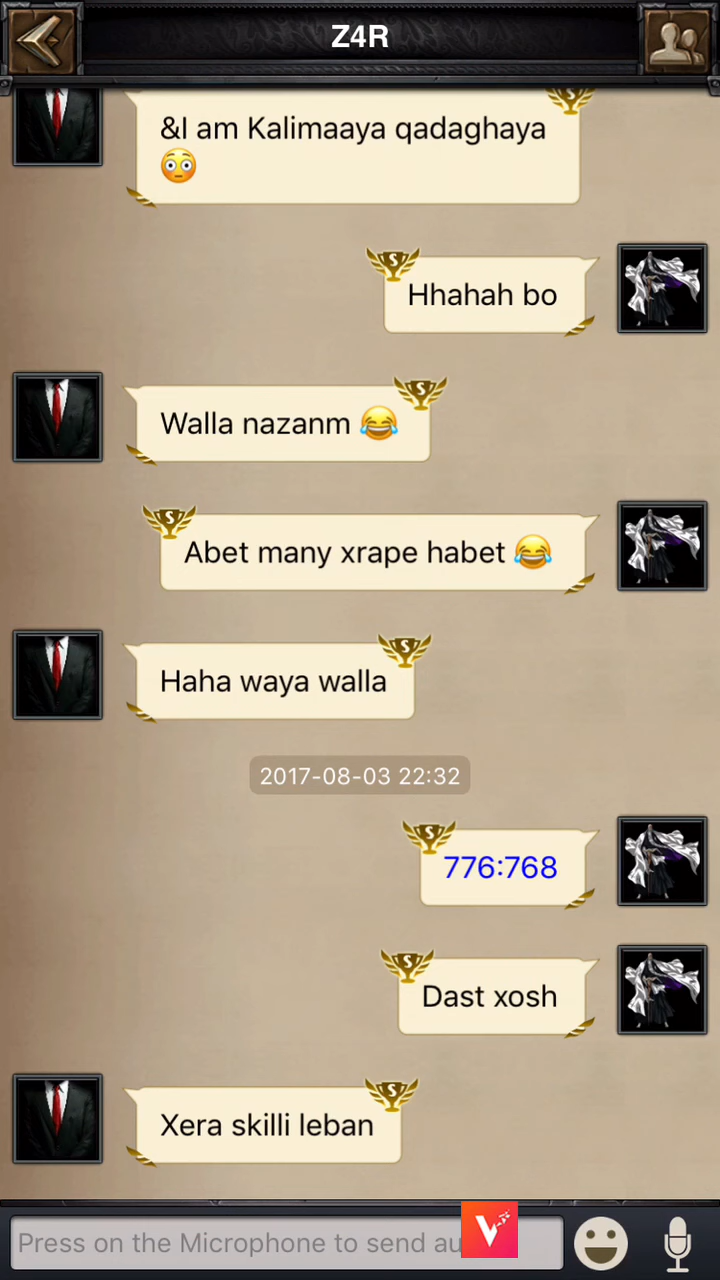 Z4R
&I am Kalimaaya qadaghaya
😳
Hhahah bo
Walla nazanm 😂
Abet many xrape habet 😂
Haha waya walla
2017-08-03 22:32
776:768
Dast xosh
Xera skilli leban
Press on the Microphone to send au